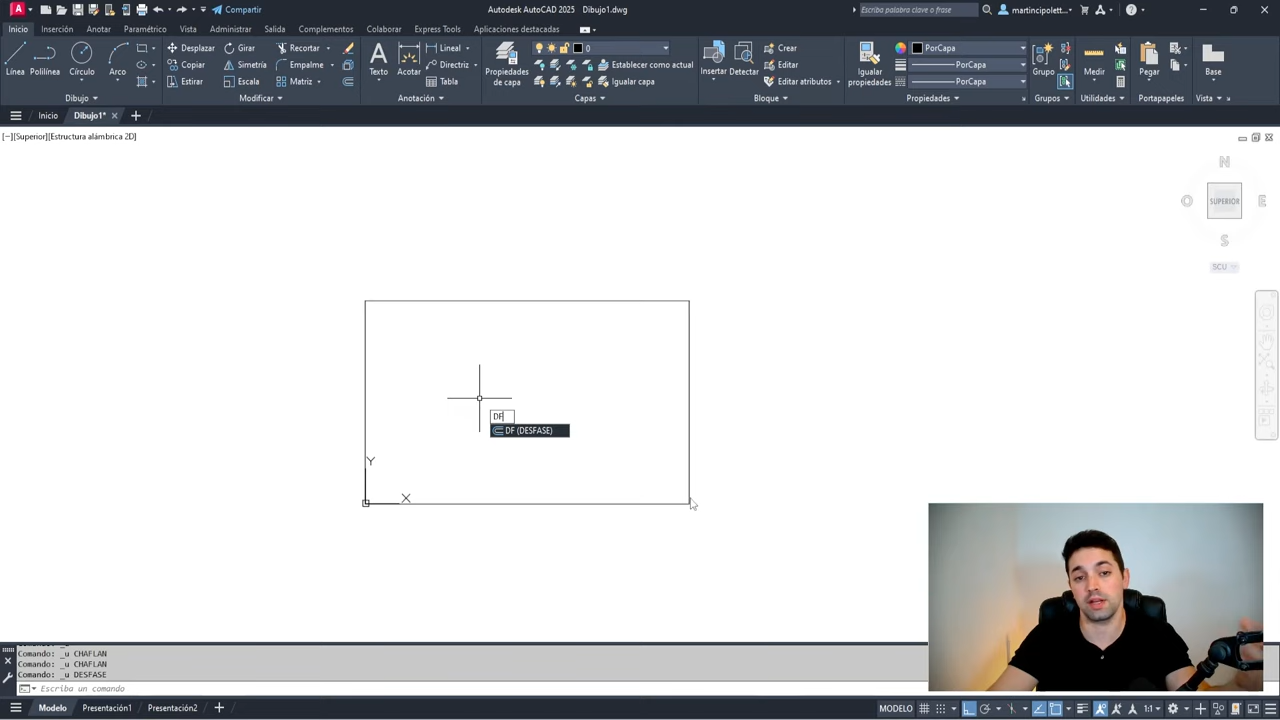 Compartir
Autodesk AutoCAD 2025 Dibujo1.dwg
Escriba palabra clave o frase
martincipolett...
Inicio Inserción Anotar Paramétrico Vista Administrar Salida Complementos Colaborar Express Tools Aplicaciones destacadas
Línea Polilínea Círculo Arco
Desplazar Girar Recortar
Copiar Simetría Empalme
Estirar Escala Matriz
Texto Acotar
Lineal
Directriz
Tabla
Propiedades
de capa
0
Establecer como actual
Igualar capa
Insertar Detectar
Crear
Editar
Editar atributos
Igualar
propiedades
PorCapa
PorCapa
PorCapa
Grupo
Medir
Pegar
Base
Dibujo Modificar Anotación Capas Bloque Propiedades Grupos Utilidades Portapapeles Vista
Inicio Dibujo1*
[−][Superior][Estructura alámbrica 2D]
N
O SUPERIOR E
S
SCU
DF
DF (DESFASE)
Y
X
Comando: _u CHAFLAN
Comando: _u CHAFLAN
Comando: _u DESFASE
Escriba un comando
Modelo Presentación1 Presentación2
MODELO
1:1